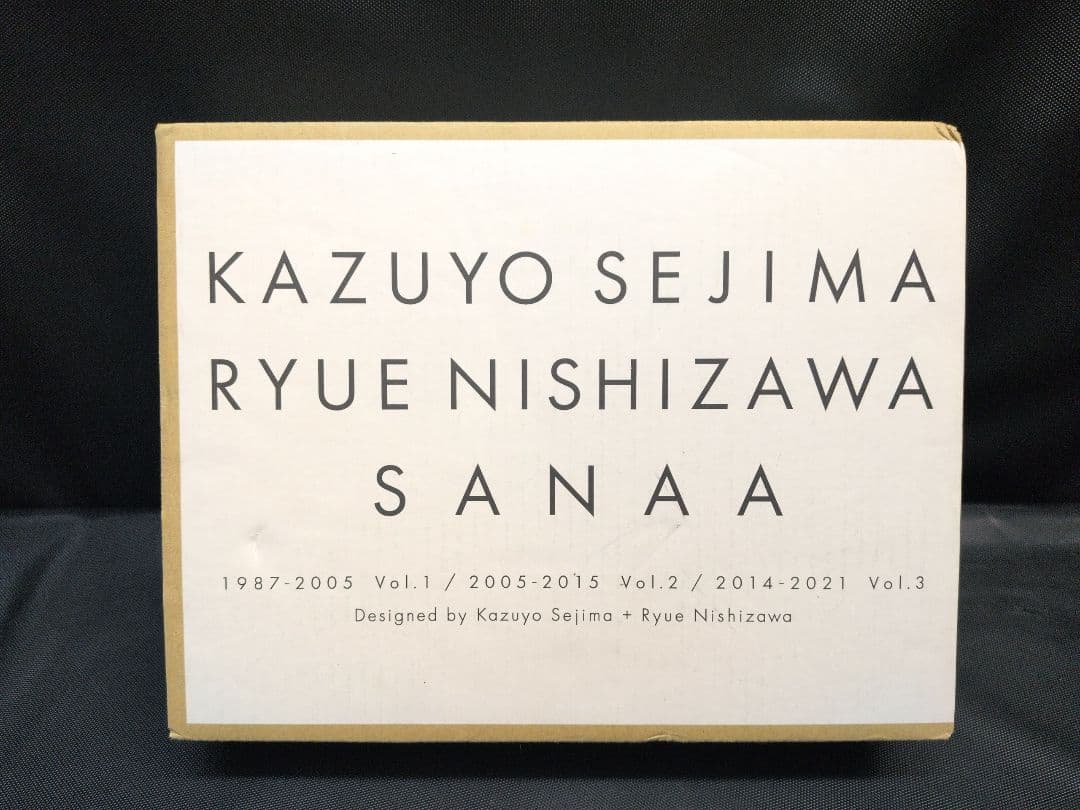 KAZUYO SEJIMA
RYUE NISHIZAWA
SANAA
1987-2005 Vol.1 / 2005-2015 Vol.2 / 2014-2021 Vol.3
Designed by Kazuyo Sejima + Ryue Nishizawa